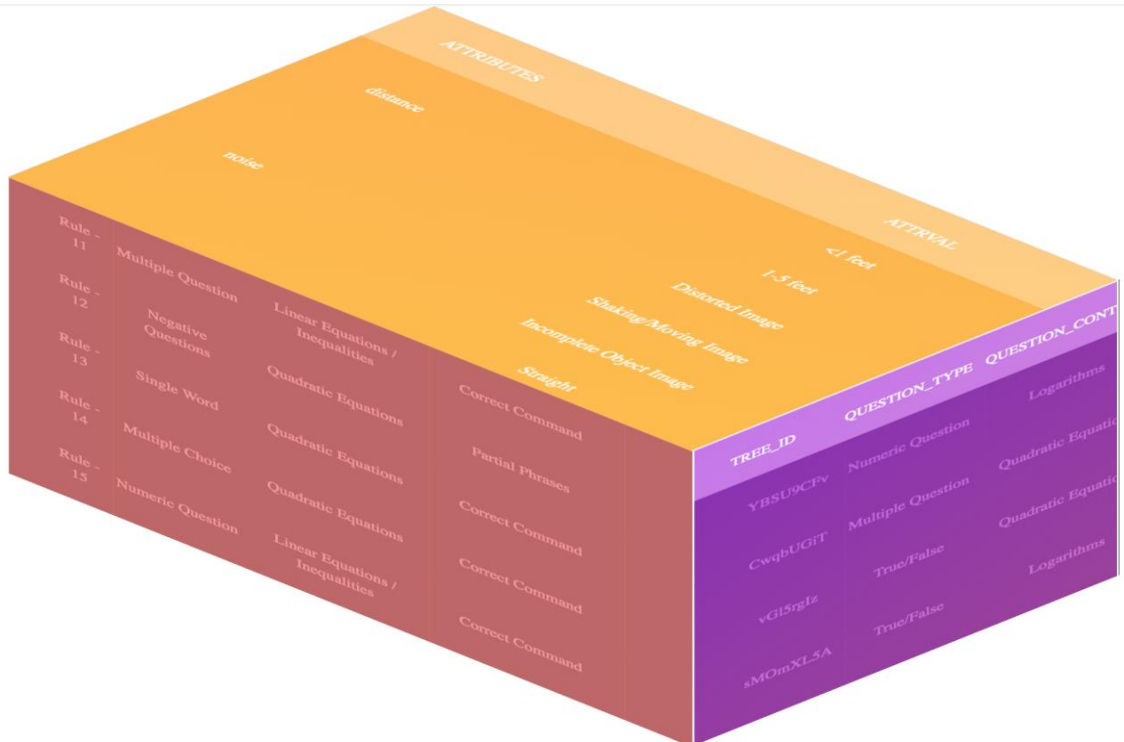 ATTRIBUTES
ATTRVAL
distance
<1 feet
1-5 feet
noise
Distorted Image
Shaking/Moving Image
Incomplete Object Image
Straight
Rule -
11
Multiple Question
Linear Equations /
Inequalities
Correct Command
Rule -
12
Negative
Questions
Quadratic Equations
Partial Phrases
Rule -
13
Single Word
Quadratic Equations
Correct Command
Rule -
14
Multiple Choice
Quadratic Equations
Correct Command
Rule -
15
Numeric Question
Linear Equations /
Inequalities
Correct Command
TREE_ID
QUESTION_TYPE
QUESTION_CONT
YBSU9CFv
Numeric Question
Logarithms
CwqbUGiT
Multiple Question
Quadratic Equatio
vGl5rgIz
True/False
Quadratic Equatio
sMOmXL5A
True/False
Logarithms